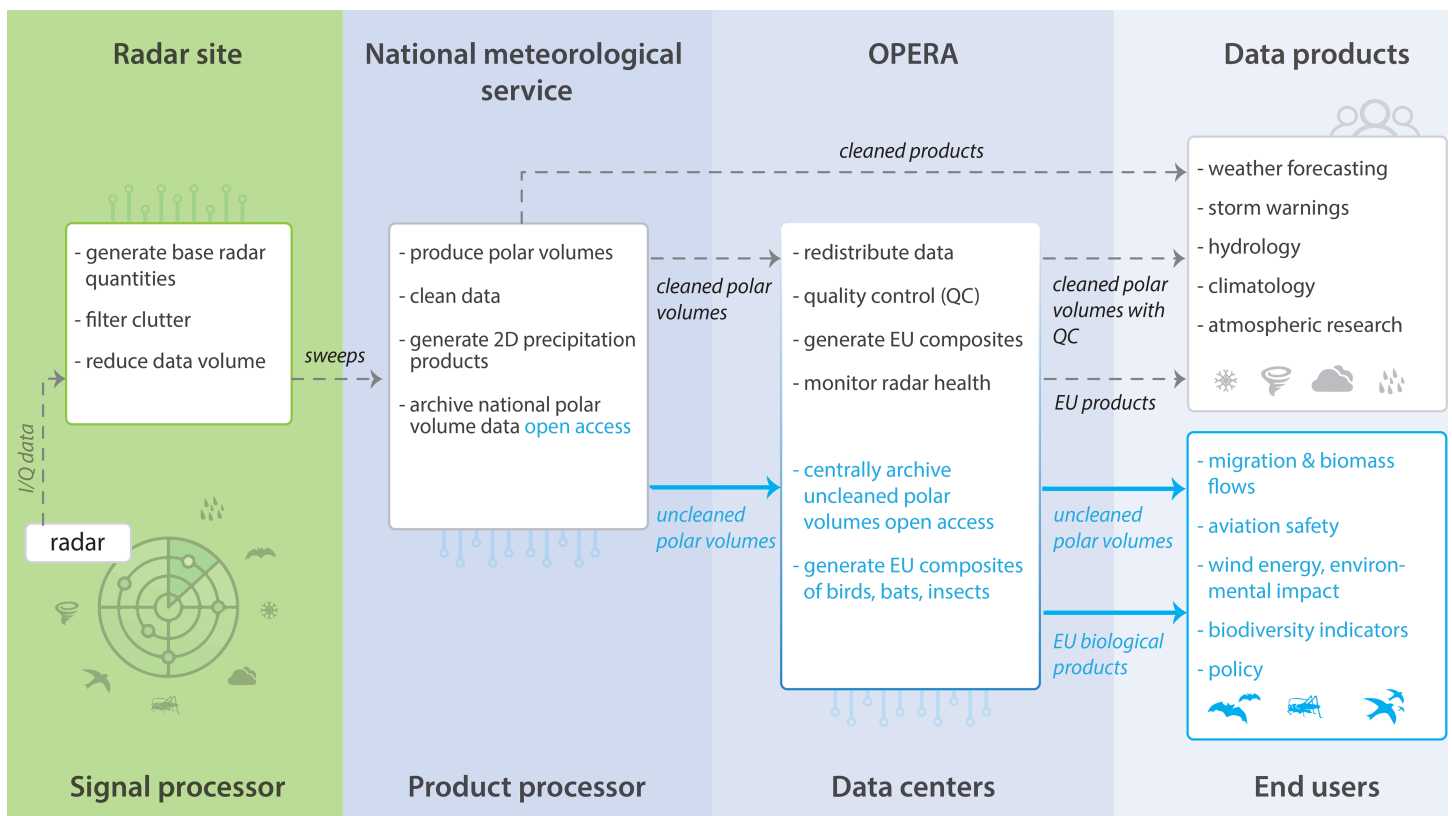 Radar site
National meteorological
service
OPERA
Data products
cleaned products
- generate base radar
quantities
- filter clutter
- reduce data volume
I/Q data
radar
sweeps
- produce polar volumes
- clean data
- generate 2D precipitation
products
- archive national polar
volume data open access
cleaned polar
volumes
uncleaned
polar volumes
- redistribute data
- quality control (QC)
- generate EU composites
- monitor radar health
- centrally archive
uncleaned polar
volumes open access
- generate EU composites
of birds, bats, insects
cleaned polar
volumes with
QC
EU products
uncleaned
polar volumes
EU biological
products
- weather forecasting
- storm warnings
- hydrology
- climatology
- atmospheric research
- migration & biomass
flows
- aviation safety
- wind energy, environ-
mental impact
- biodiversity indicators
- policy
Signal processor
Product processor
Data centers
End users